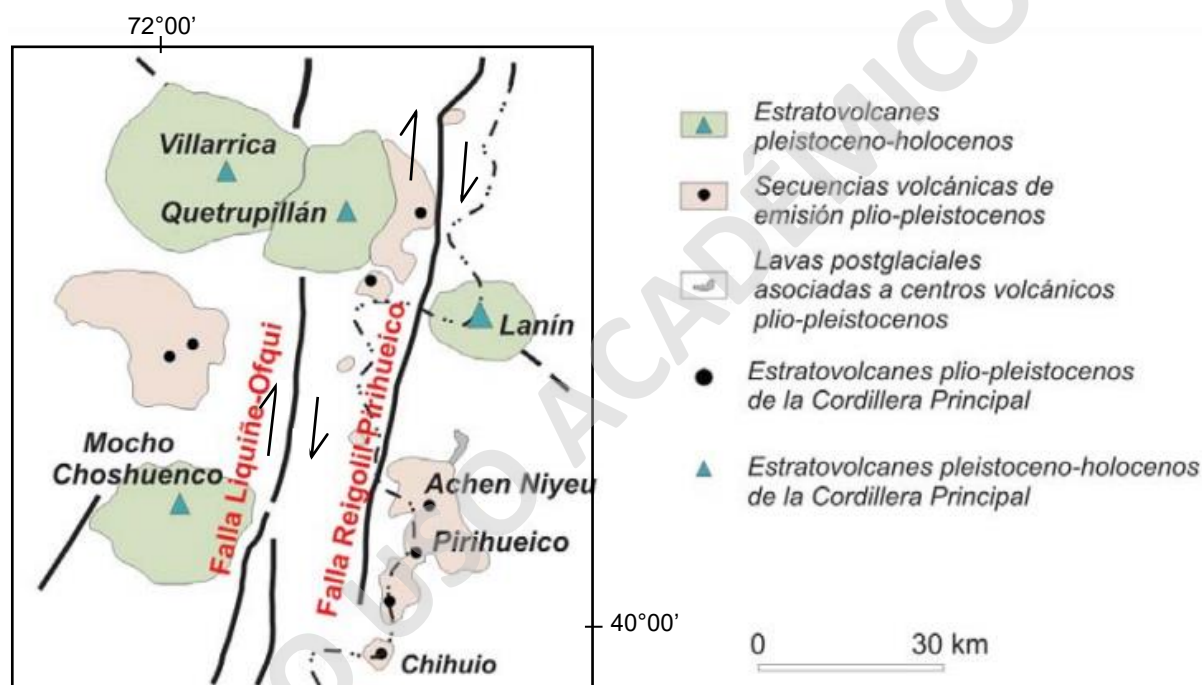 72°00’
Villarrica
Quetrupillán
Lanín
Falla Liquiñe-Ofqui
Falla Reigolil-Pirihueico
Mocho
Choshuenco
Achen Niyeu
Pirihueico
Chihuio
40°00’
Estratovolcanes
pleistoceno-holocenos
Secuencias volcánicas de
emisión plio-pleistocenos
Lavas postglaciales
asociadas a centros volcánicos
plio-pleistocenos
Estratovolcanes plio-pleistocenos
de la Cordillera Principal
Estratovolcanes pleistoceno-holocenos
de la Cordillera Principal
0 30 km
O USO ACADÉMICO